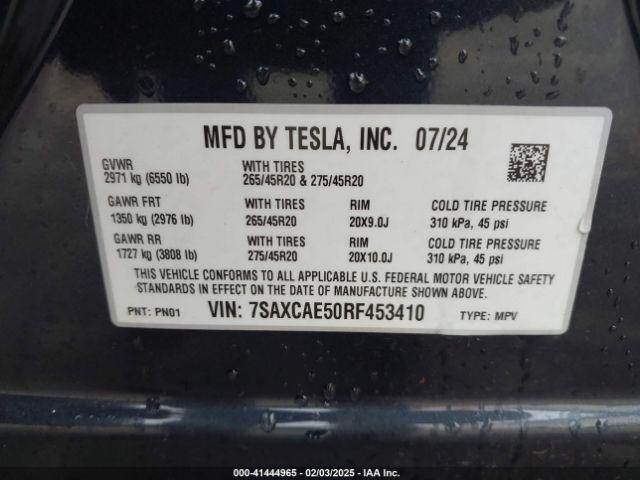 MFD BY TESLA, INC. 07/24
GVWR WITH TIRES
2971 kg (6550 lb) 265/45R20 & 275/45R20
GAWR FRT WITH TIRES RIM COLD TIRE PRESSURE
1350 kg (2976 lb) 265/45R20 20X9.0J 310 kPa, 45 psi
GAWR RR WITH TIRES RIM COLD TIRE PRESSURE
1727 kg (3808 lb) 275/45R20 20X10.0J 310 kPa, 45 psi
THIS VEHICLE CONFORMS TO ALL APPLICABLE U.S. FEDERAL MOTOR VEHICLE SAFETY
STANDARDS IN EFFECT ON THE DATE OF MANUFACTURE SHOWN ABOVE.
PNT: PN01 VIN: 7SAXCAE50RF453410 TYPE: MPV
000-41444965 - 02/03/2025 - IAAI Corp.